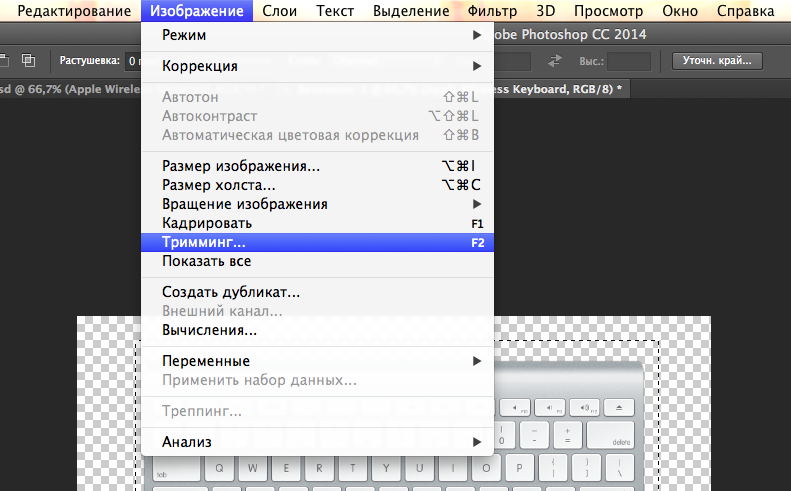 Редактирование Изображение Слои Текст Выделение Фильтр 3D Просмотр Окно Справка
Режим
obe Photoshop CC 2014
Растушевка: 0
Коррекция
Выс.:
Уточн. край...
sd @ 66,7% (Apple Wirele
ess Keyboard, RGB/8) *
Автотон ⇧⌘L
Автоконтраст ⌥⇧⌘L
Автоматическая цветовая коррекция ⇧⌘B
Размер изображения... ⌥⌘I
Размер холста... ⌥⌘C
Вращение изображения
Кадрировать F1
Тримминг... F2
Показать все
Создать дубликат...
Внешний канал...
Вычисления...
Переменные
Применить набор данных...
Треппинг...
Анализ
0 - = delete
tab Q W E R T Y U I O P